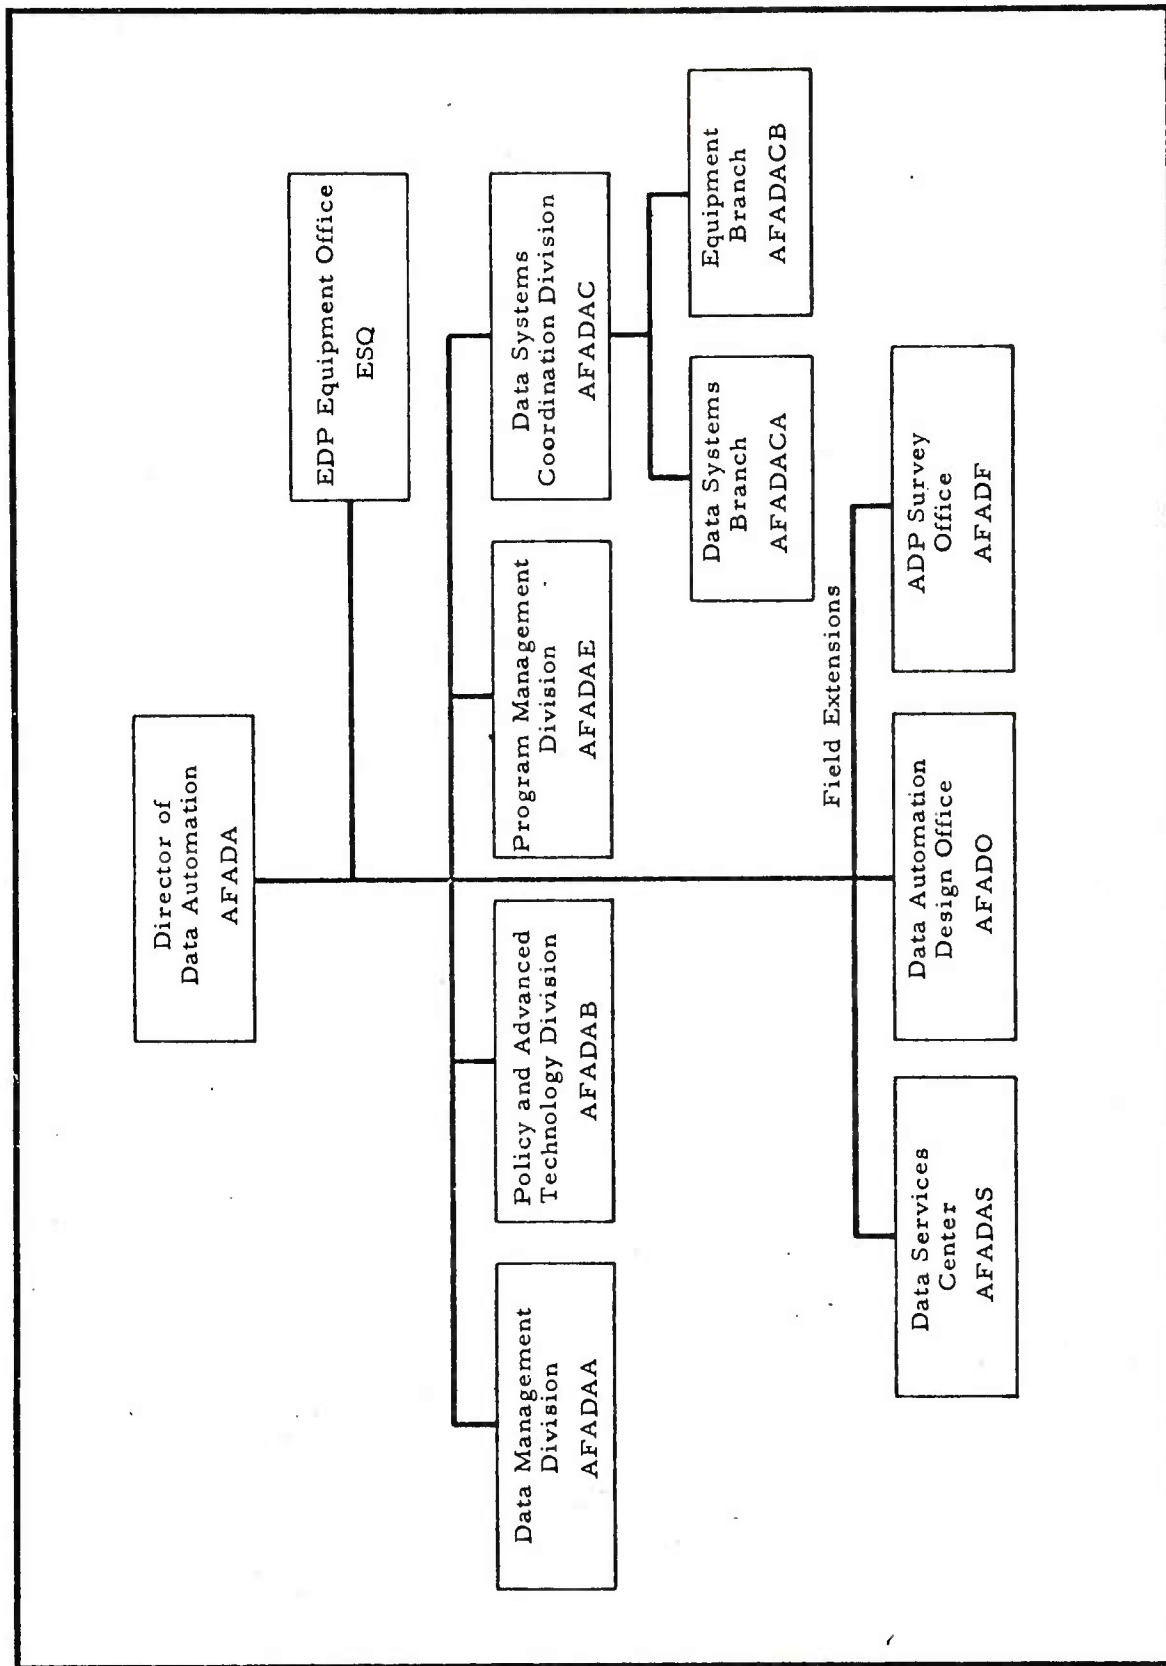 Director of
Data Automation
AFADA
EDP Equipment Office
ESQ
Data Management
Division
AFADAA
Policy and Advanced
Technology Division
AFADAB
Program Management
Division
AFADAE
Data Systems
Coordination Division
AFADAC
Data Systems
Branch
AFADACA
Equipment
Branch
AFADACB
Field Extensions
Data Services
Center
AFADAS
Data Automation
Design Office
AFADO
ADP Survey
Office
AFADF